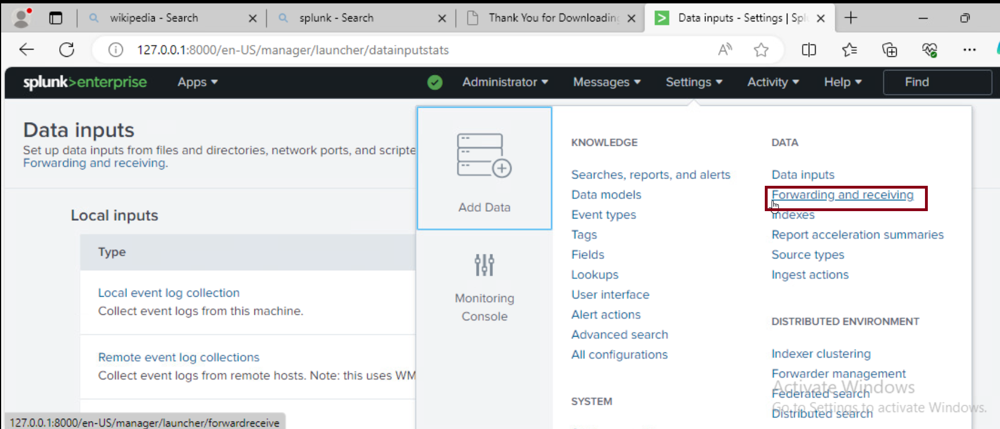 wikipedia - Search
splunk - Search
Thank You for Downloading
Data inputs - Settings | Spl
127.0.0.1:8000/en-US/manager/launcher/datainputstats
splunk>enterprise
Apps
Administrator
Messages
Settings
Activity
Help
Find
Data inputs
Set up data inputs from files and directories, network ports, and scripte
Forwarding and receiving.
Local inputs
Type
Local event log collection
Collect event logs from this machine.
Remote event log collections
Collect event logs from remote hosts. Note: this uses WM
Add Data
Monitoring
Console
KNOWLEDGE
Searches, reports, and alerts
Data models
Event types
Tags
Fields
Lookups
User interface
Alert actions
Advanced search
All configurations
SYSTEM
DATA
Data inputs
Forwarding and receiving
Indexes
Report acceleration summaries
Source types
Ingest actions
DISTRIBUTED ENVIRONMENT
Indexer clustering
Forwarder management
Federated search
Distributed search
Activate Windows
Go to Settings to activate Windows.
127.0.0.1:8000/en-US/manager/launcher/forwardreceive